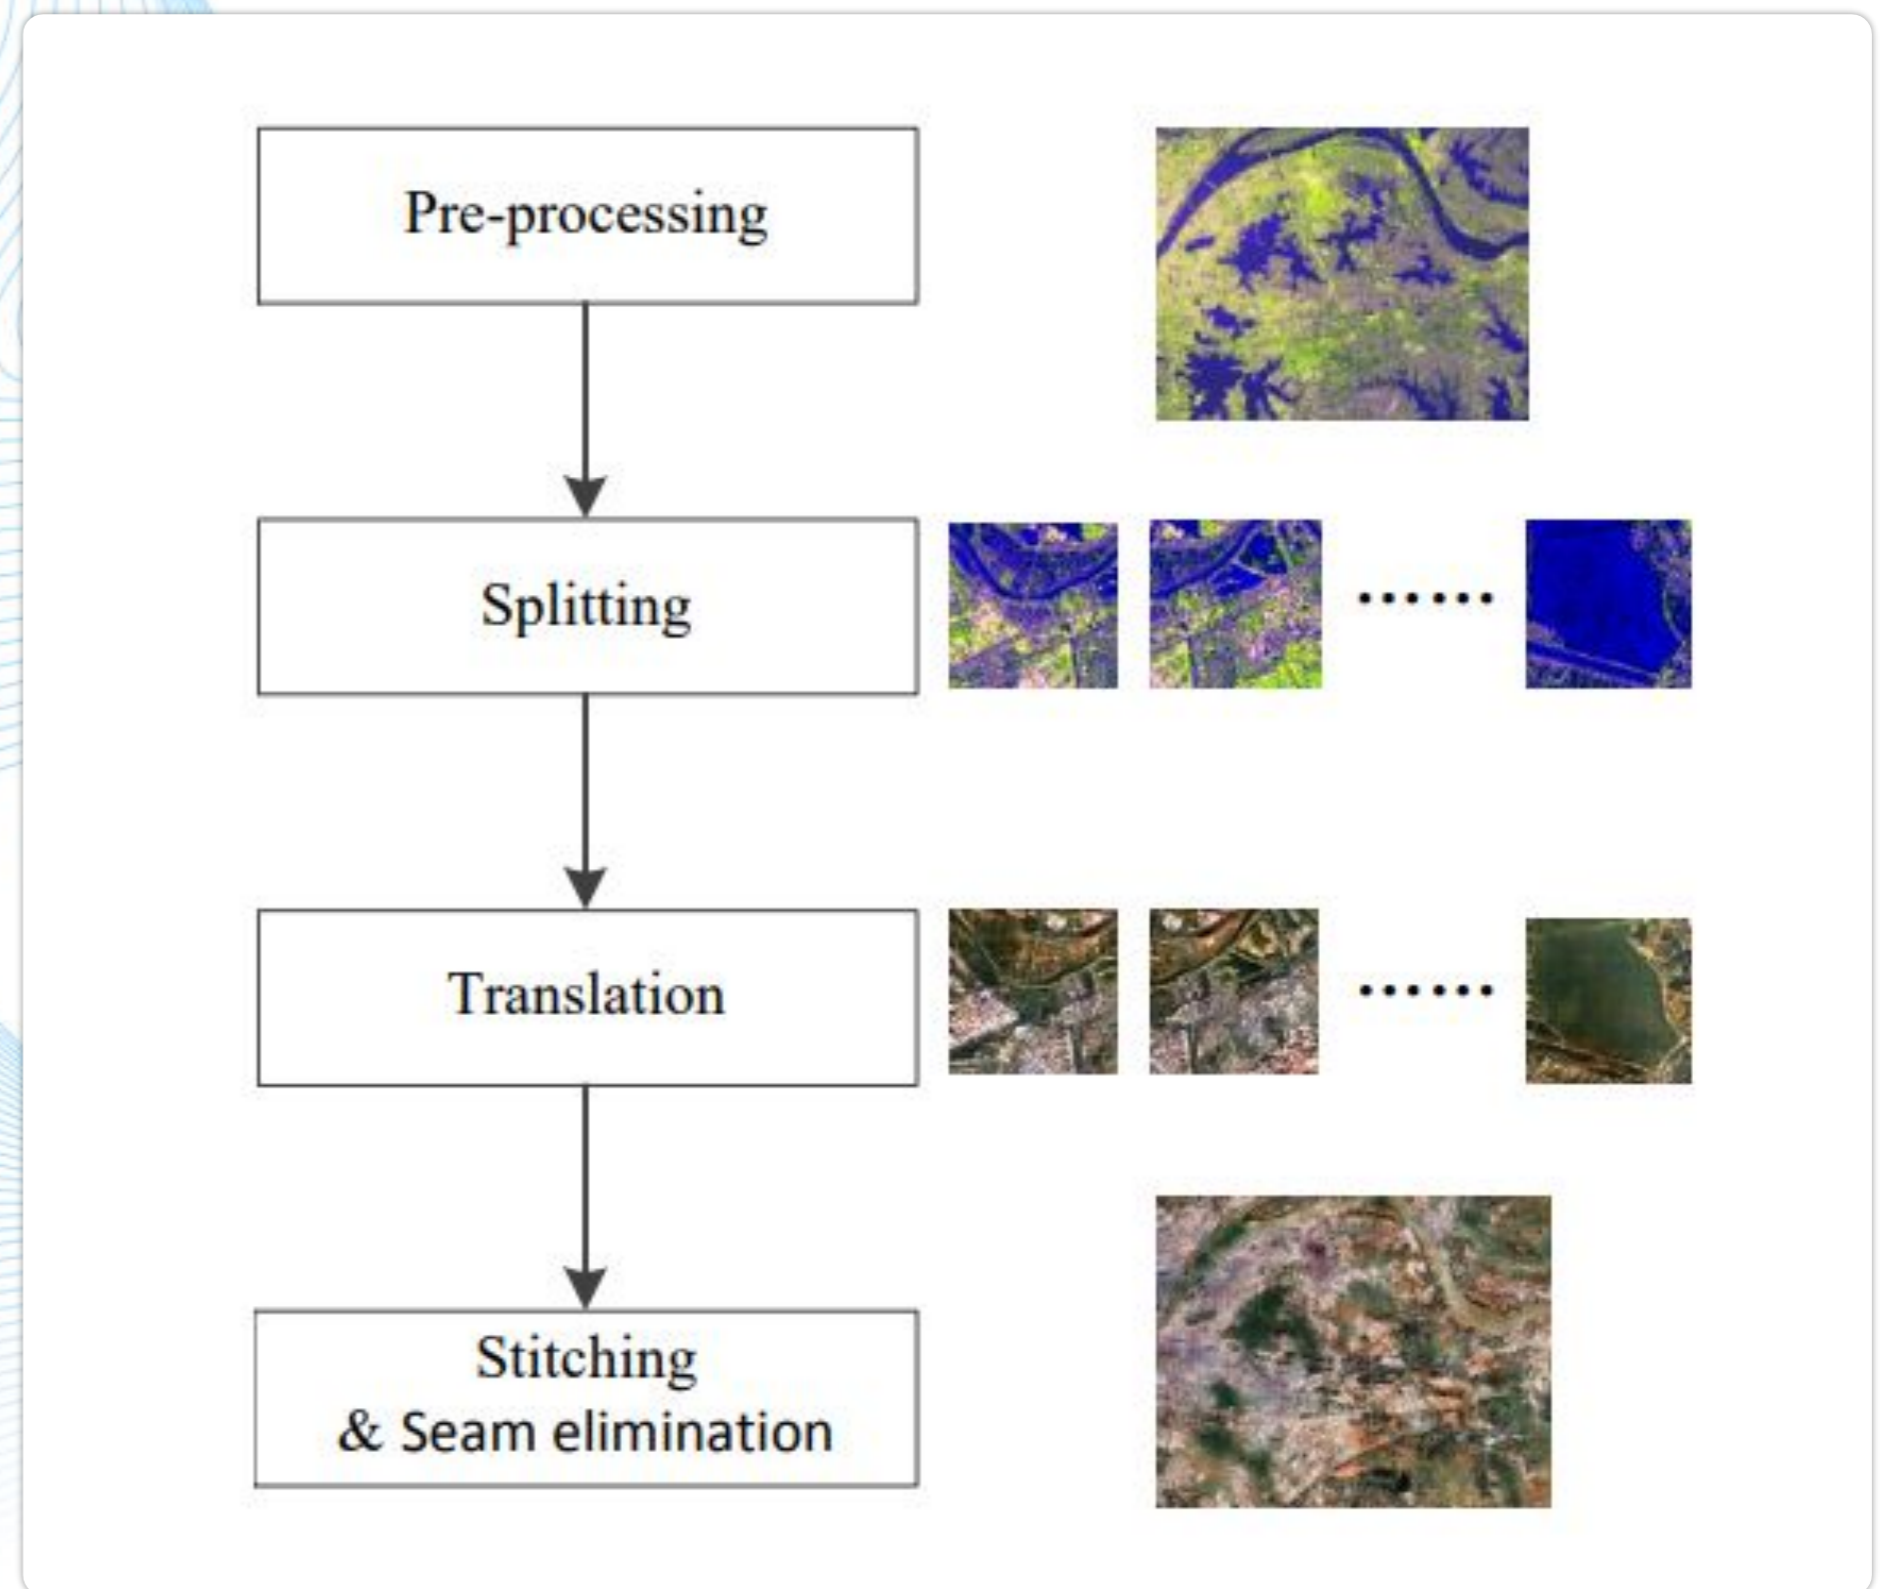 Pre-processing
Splitting
Translation
Stitching
& Seam elimination